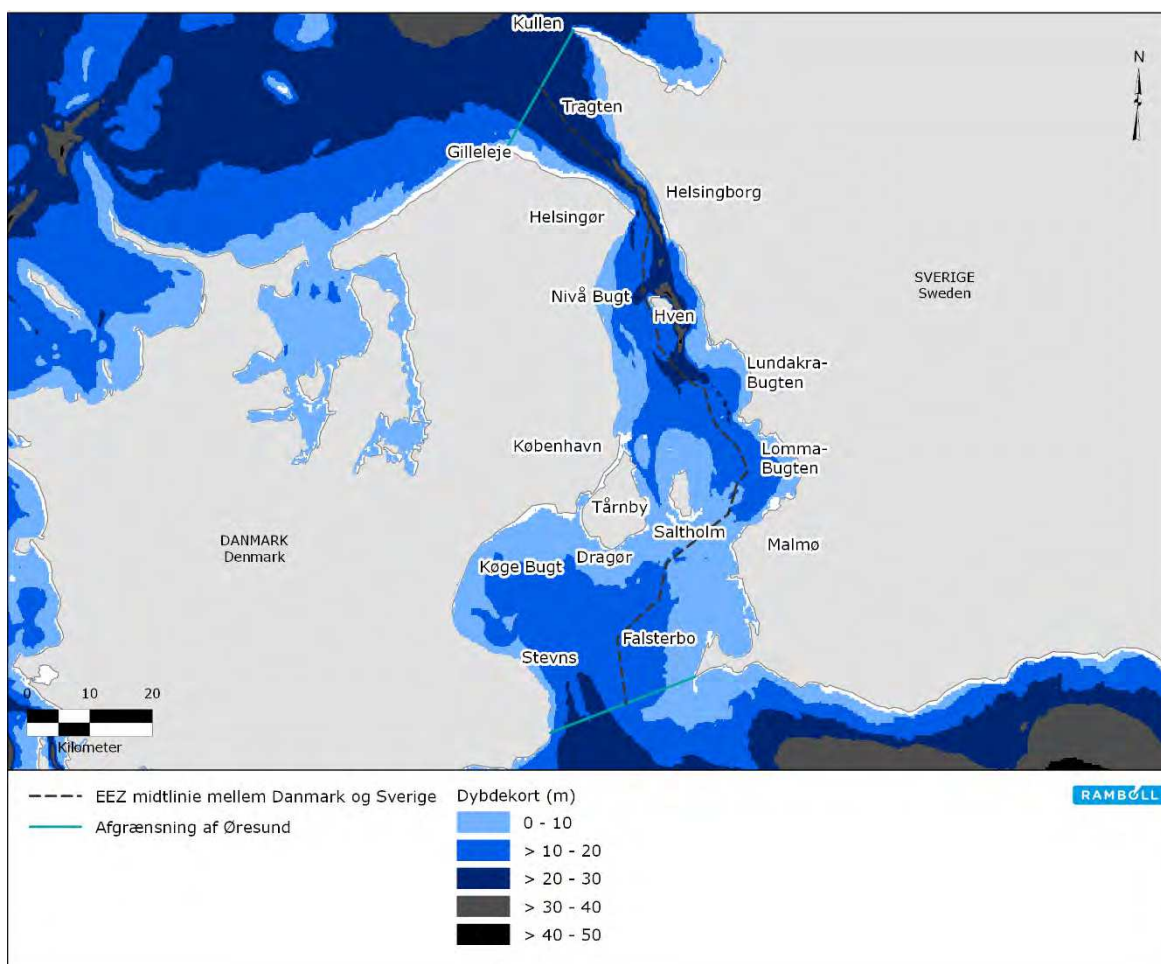 Kullen
N
Tragten
Gilleleje
Helsingborg
Helsingør
SVERIGE
Sweden
Nivå Bugt
Hven
Lundakra-
Bugten
København
Lomma-
Bugten
Tårnby
DANMARK
Denmark
Saltholm
Malmø
Dragør
Køge Bugt
Falsterbo
Stevns
0 10 20
Kilometer
EEZ midtlinie mellem Danmark og Sverige
Afgrænsning af Øresund
Dybdekort (m)
0 - 10
> 10 - 20
> 20 - 30
> 30 - 40
> 40 - 50
RAMBOLL